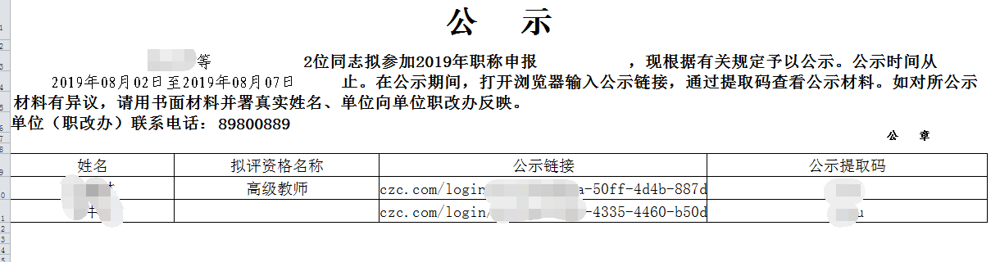 公 示
等 2位同志拟参加2019年职称申报 ，现根据有关规定予以公示。公示时间从
2019年08月02日至2019年08月07日 止。在公示期间，打开浏览器输入公示链接，通过提取码查看公示材料。如对所公示
材料有异议，请用书面材料并署真实姓名、单位向单位职改办反映。
单位（职改办）联系电话：89800889
公 章
姓名 拟评资格名称 公示链接 公示提取码
高级教师 czc.com/login a-50ff-4d4b-887d
czc.com/login/ -4335-4460-b50d u